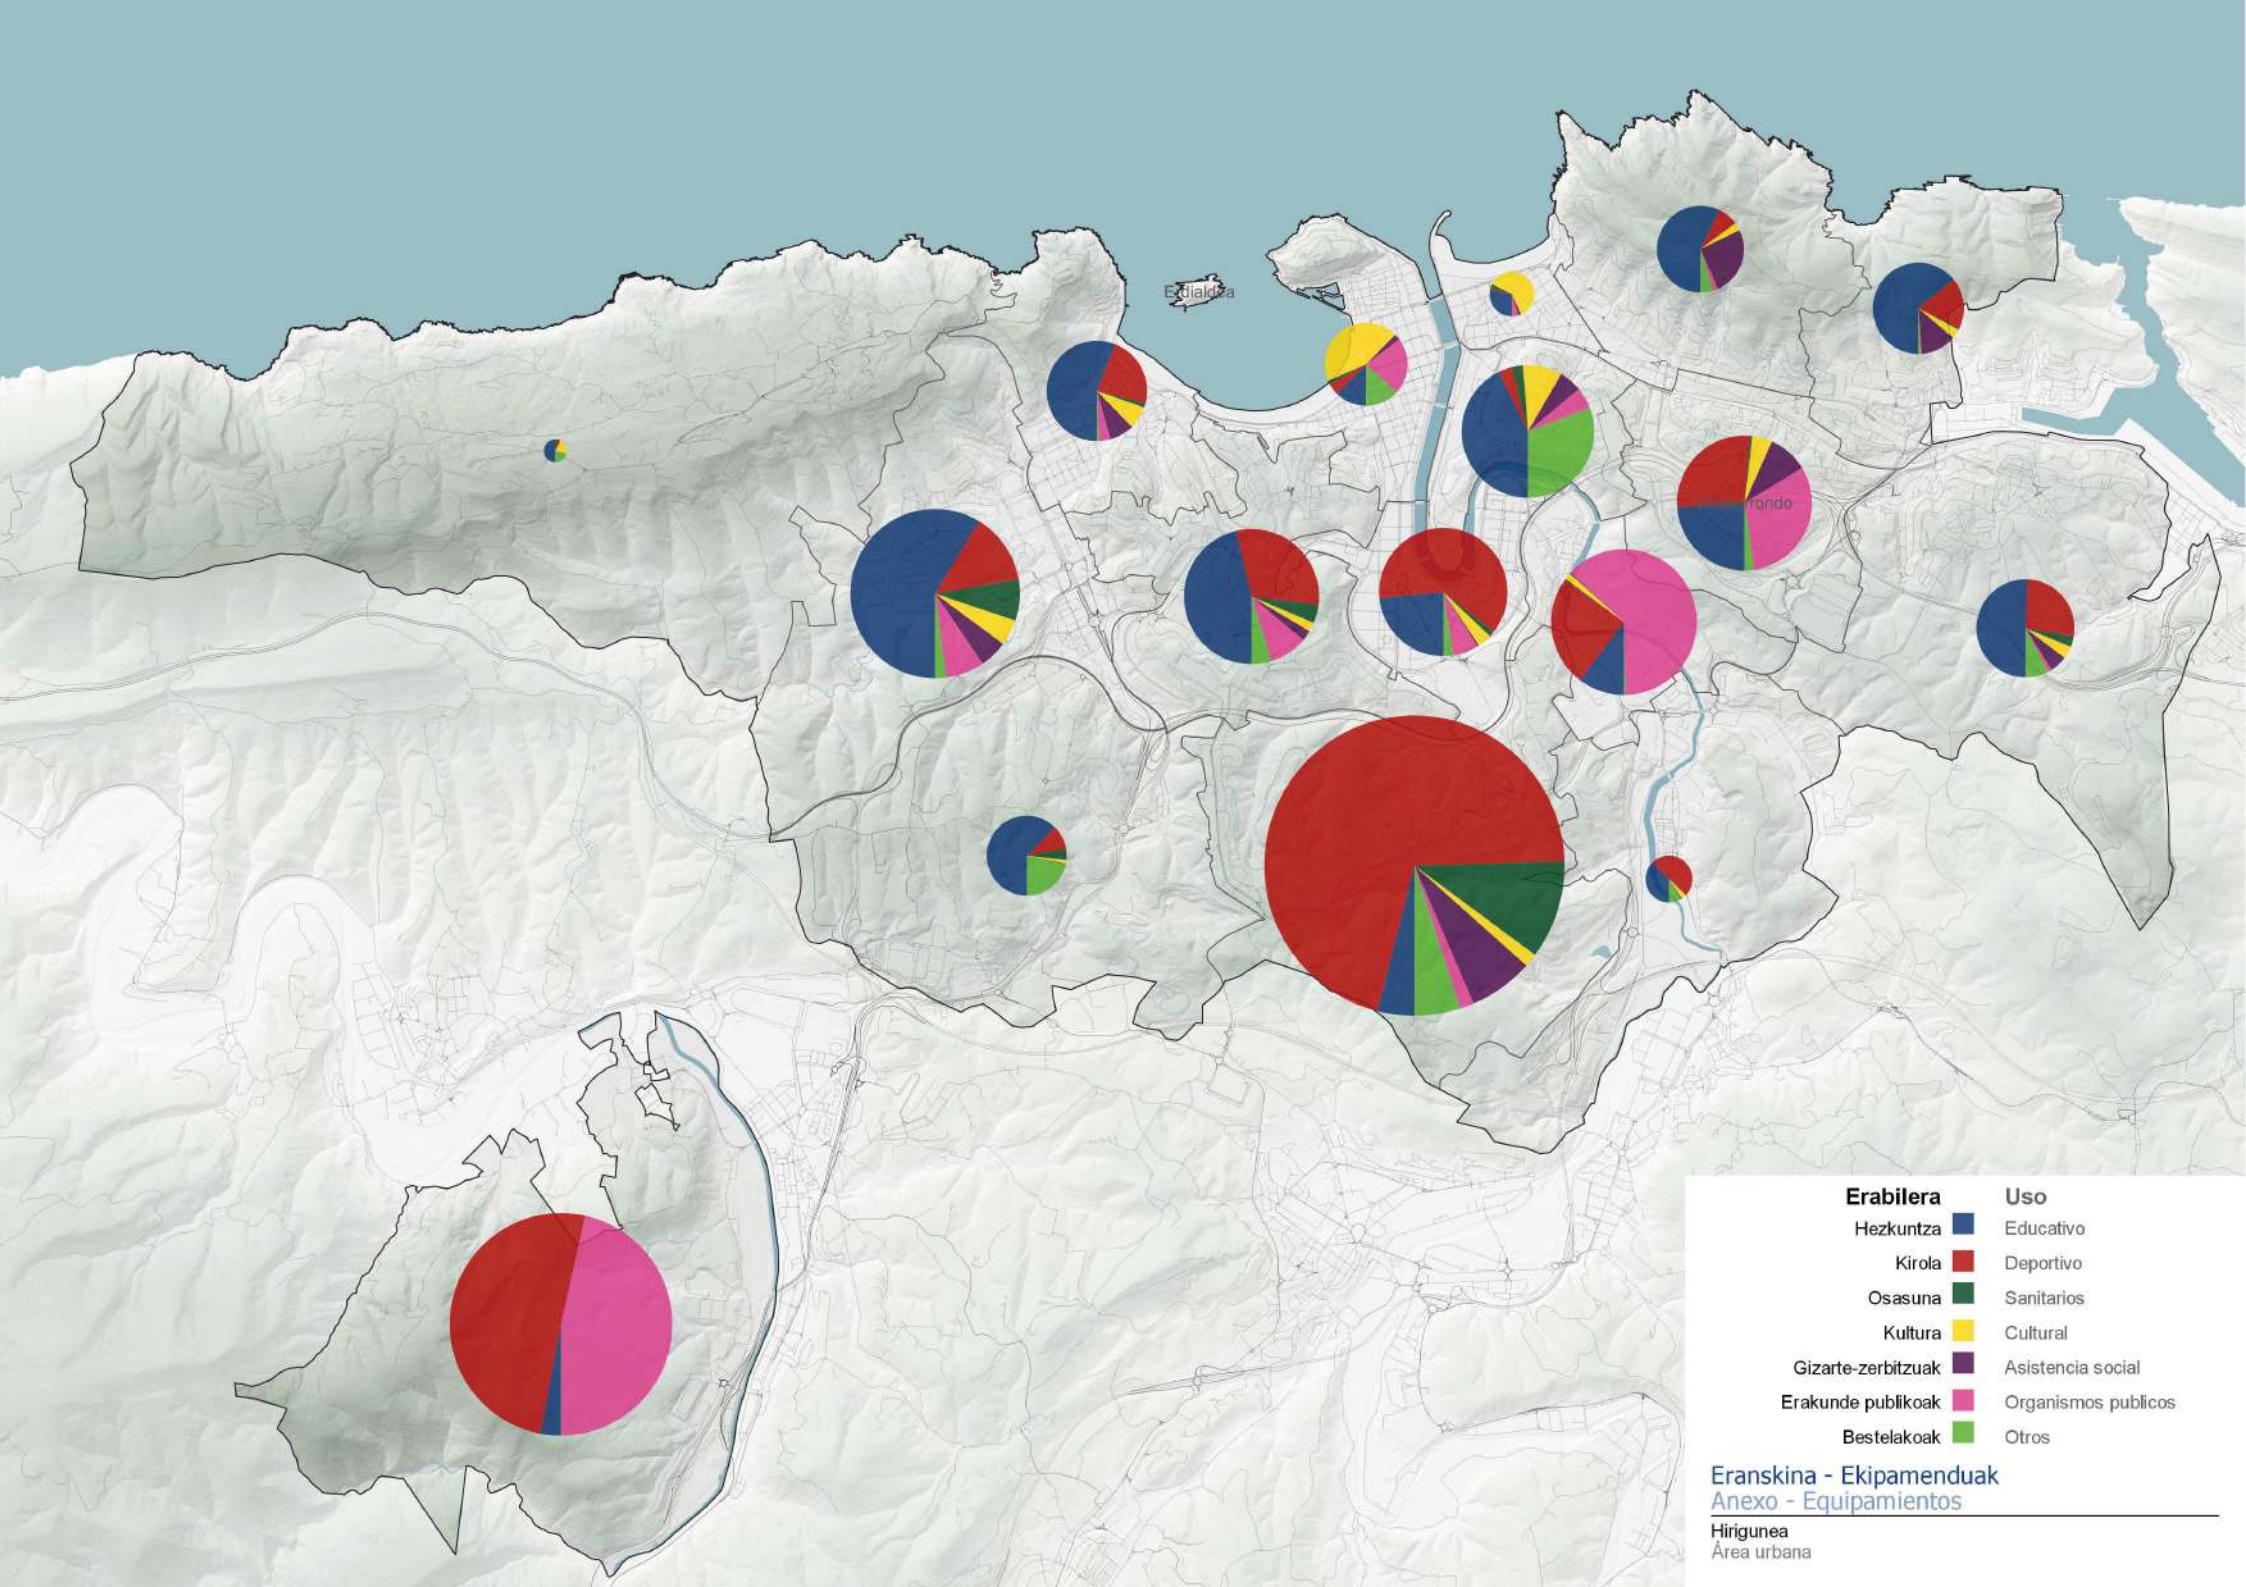 Erabilera Uso
Hezkuntza Educativo
Kirola Deportivo
Osasuna Sanitarios
Kultura Cultural
Gizarte-zerbitzuak Asistencia social
Erakunde publikoak Organismos publicos
Bestelakoak Otros
Eranskina - Ekipamenduak
Anexo - Equipamientos
Hirigunea
Área urbana